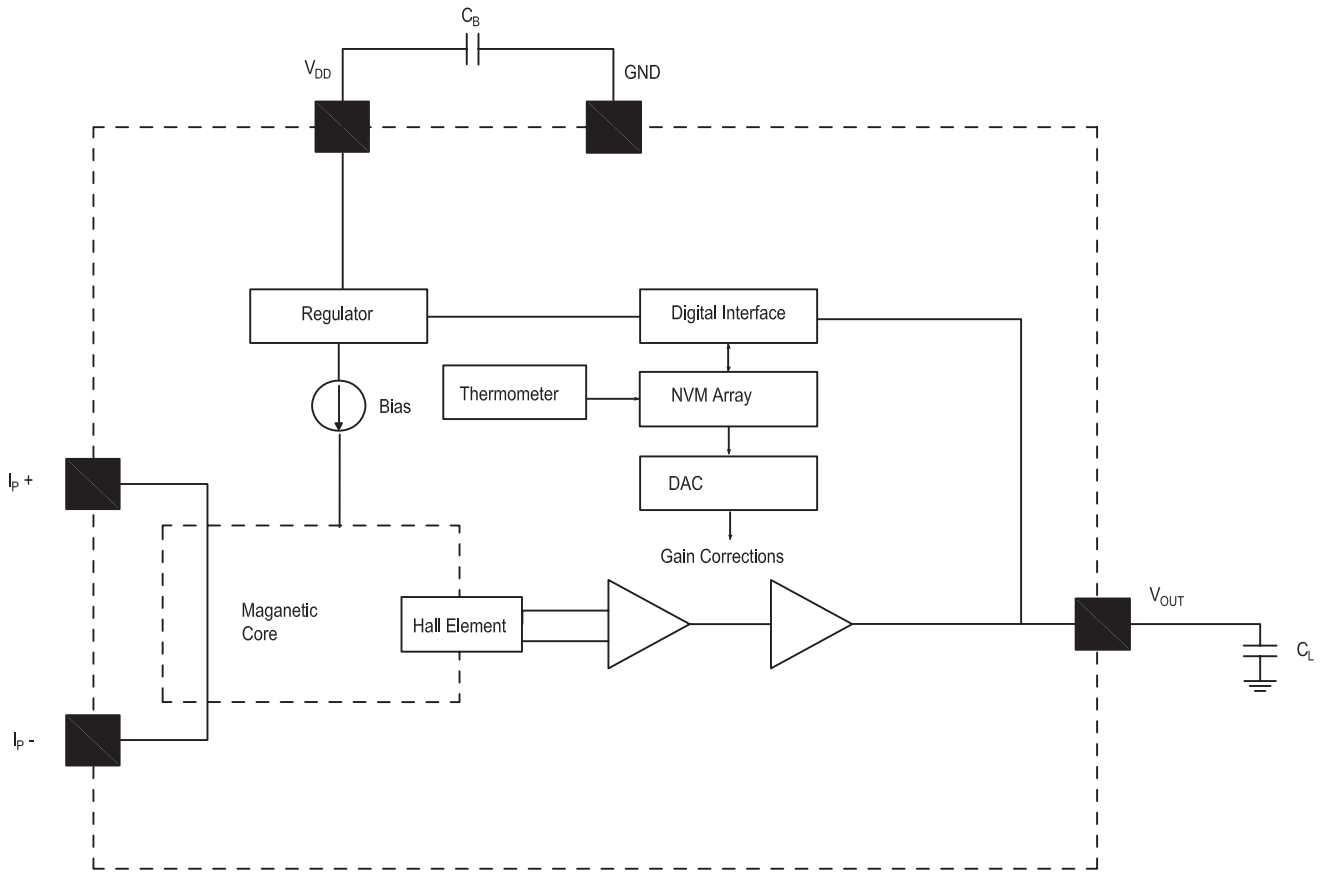 C_B
V_DD
GND
Regulator
Digital Interface
Thermometer
NVM Array
Bias
I_P +
DAC
Gain Corrections
Maganetic
Core
Hall Element
V_OUT
C_L
I_P -